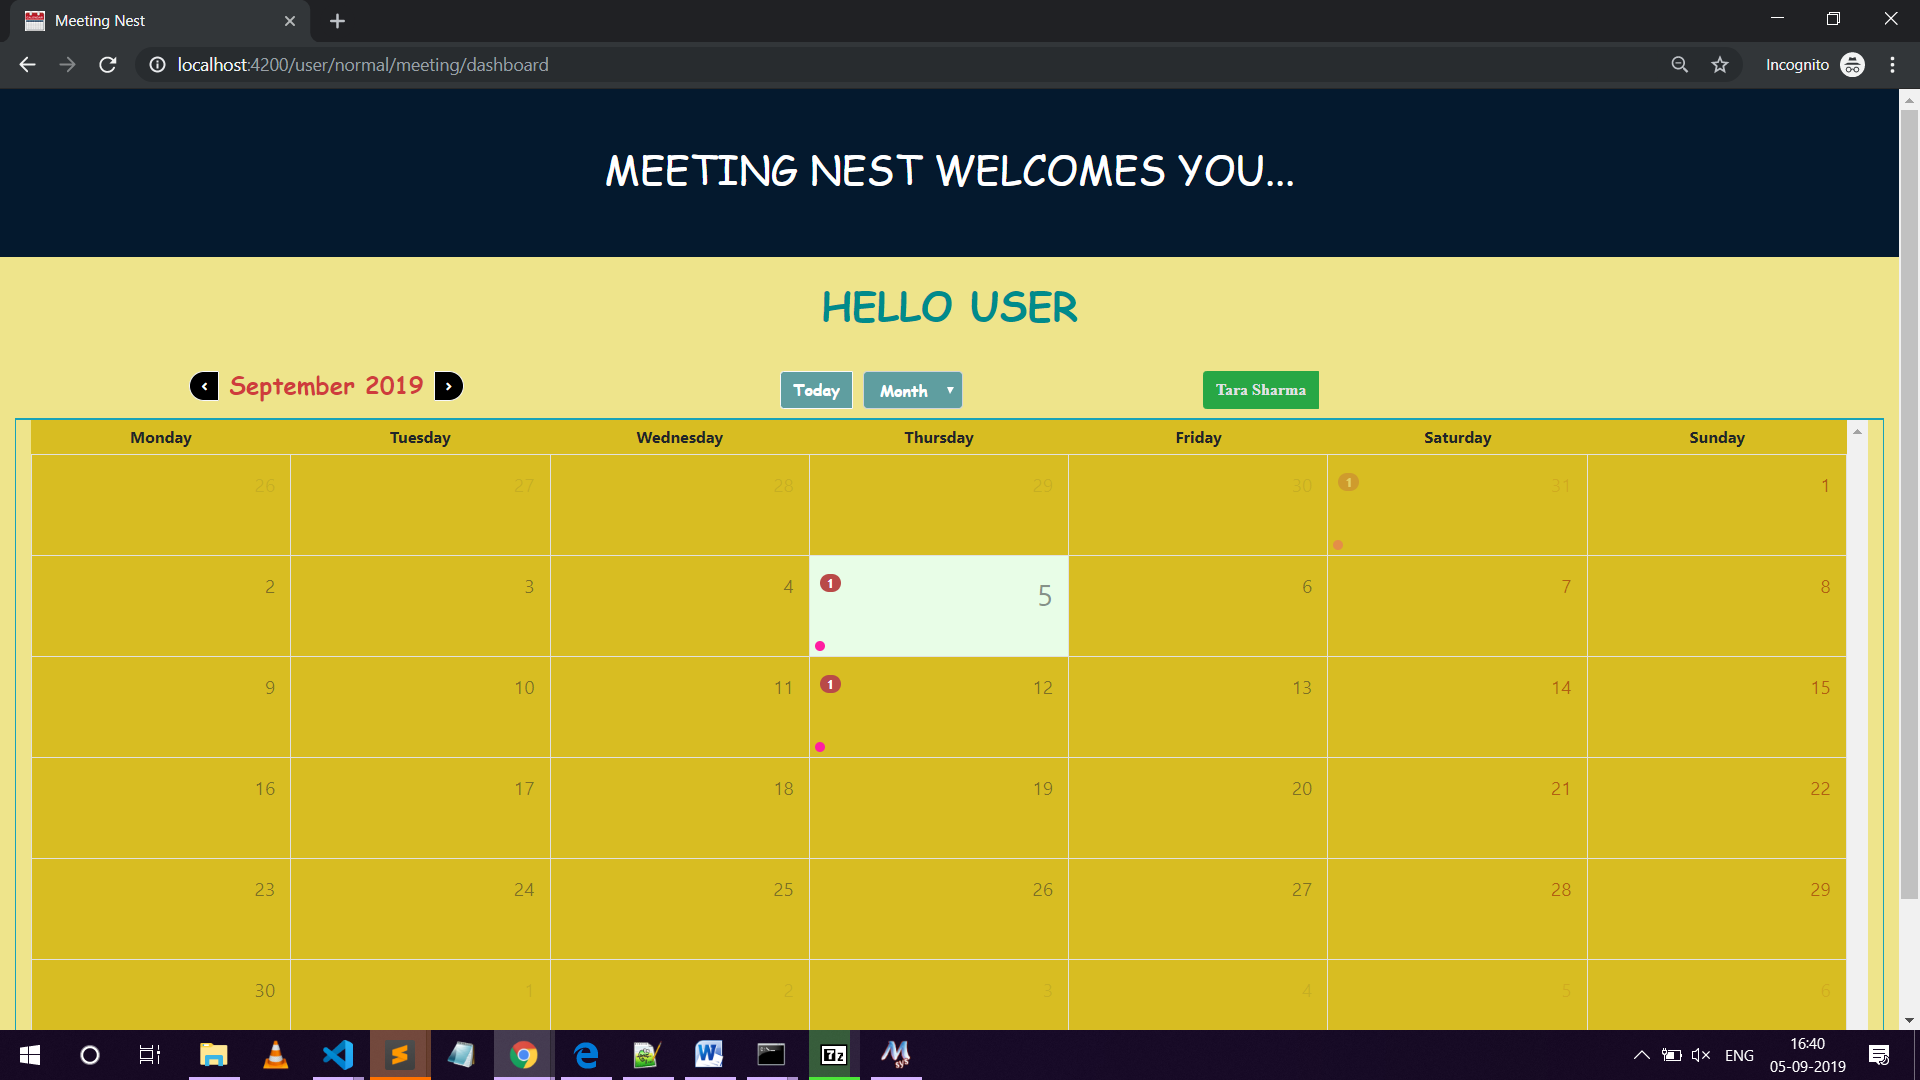 Meeting Nest
localhost:4200/user/normal/meeting/dashboard
Incognito
MEETING NEST WELCOMES YOU...
HELLO USER
September 2019
Today
Month
Tara Sharma
Monday Tuesday Wednesday Thursday Friday Saturday Sunday
26 27 28 29 30 1 31 1
2 3 4 1 5 6 7 8
9 10 11 1 12 13 14 15
16 17 18 19 20 21 22
23 24 25 26 27 28 29
30 1 2 3 4 5 6
7z
M
sys
ENG
16:40
05-09-2019